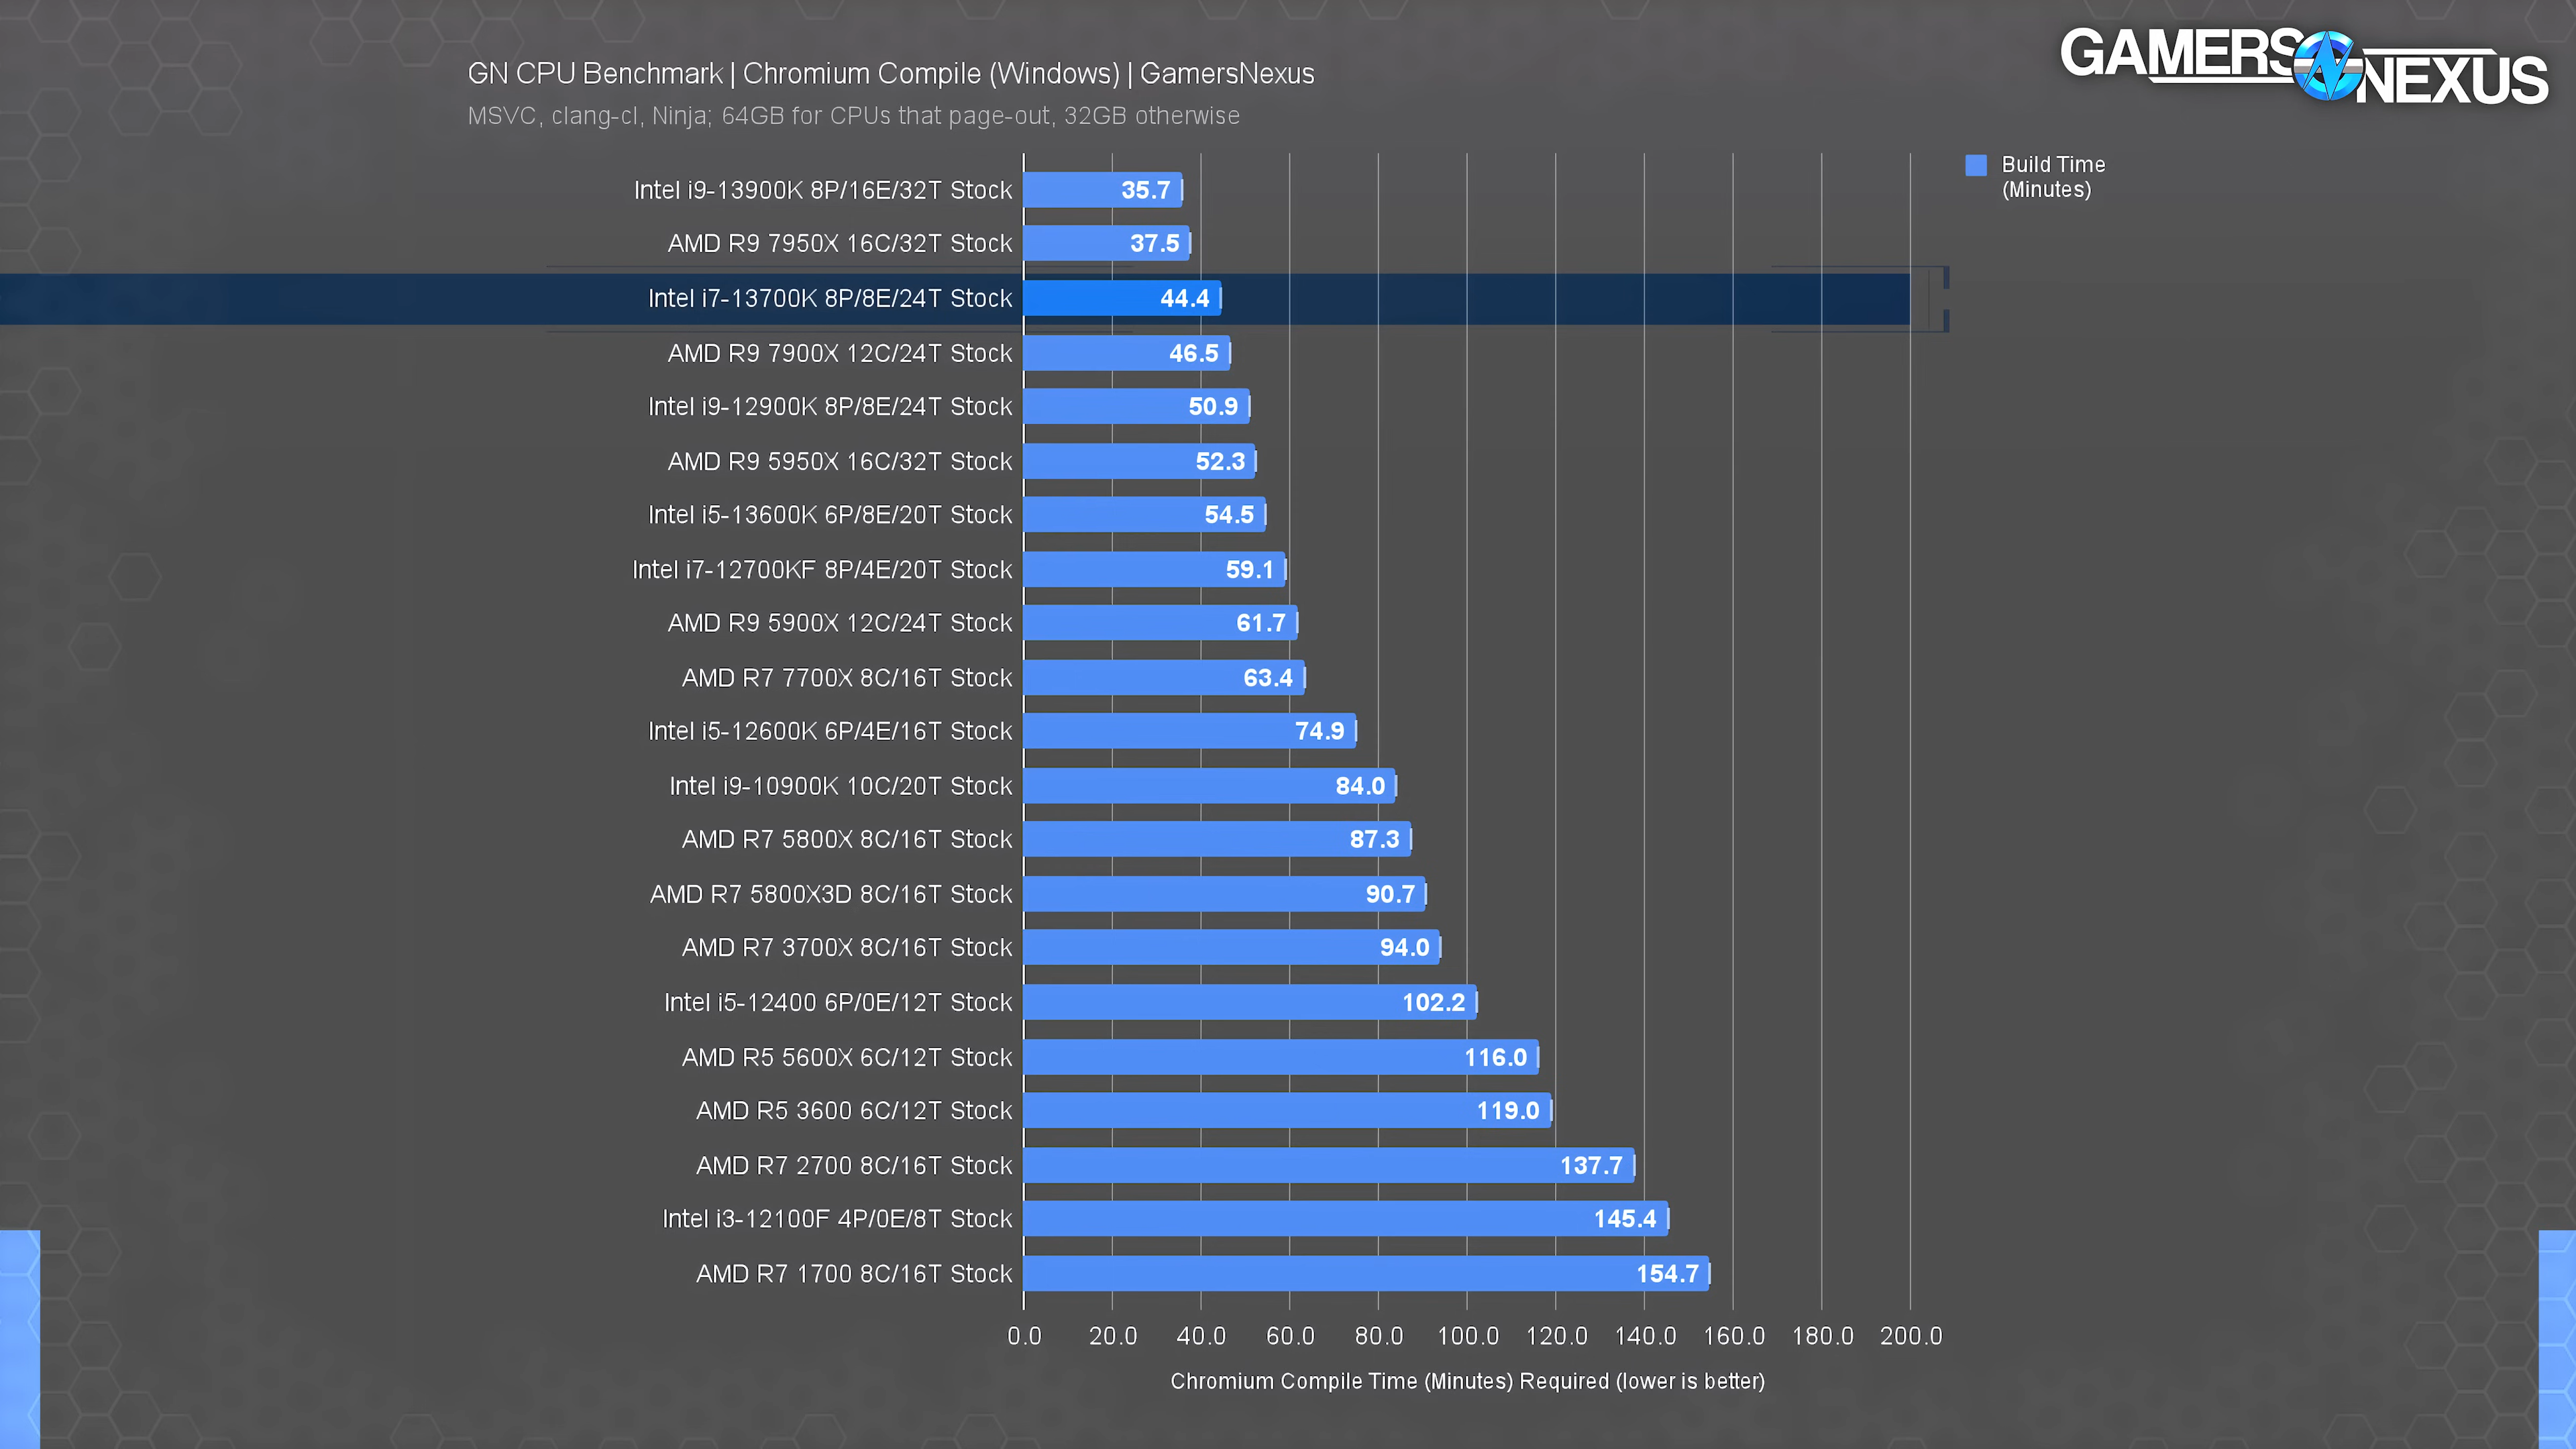 GAMERS NEXUS
GN CPU Benchmark | Chromium Compile (Windows) | GamersNexus
MSVC, clang-cl, Ninja; 64GB for CPUs that page-out, 32GB otherwise
Build Time
(Minutes)
Intel i9-13900K 8P/16E/32T Stock 35.7
AMD R9 7950X 16C/32T Stock 37.5
Intel i7-13700K 8P/8E/24T Stock 44.4
AMD R9 7900X 12C/24T Stock 46.5
Intel i9-12900K 8P/8E/24T Stock 50.9
AMD R9 5950X 16C/32T Stock 52.3
Intel i5-13600K 6P/8E/20T Stock 54.5
Intel i7-12700KF 8P/4E/20T Stock 59.1
AMD R9 5900X 12C/24T Stock 61.7
AMD R7 7700X 8C/16T Stock 63.4
Intel i5-12600K 6P/4E/16T Stock 74.9
Intel i9-10900K 10C/20T Stock 84.0
AMD R7 5800X 8C/16T Stock 87.3
AMD R7 5800X3D 8C/16T Stock 90.7
AMD R7 3700X 8C/16T Stock 94.0
Intel i5-12400 6P/0E/12T Stock 102.2
AMD R5 5600X 6C/12T Stock 116.0
AMD R5 3600 6C/12T Stock 119.0
AMD R7 2700 8C/16T Stock 137.7
Intel i3-12100F 4P/0E/8T Stock 145.4
AMD R7 1700 8C/16T Stock 154.7
0.0 20.0 40.0 60.0 80.0 100.0 120.0 140.0 160.0 180.0 200.0
Chromium Compile Time (Minutes) Required (lower is better)